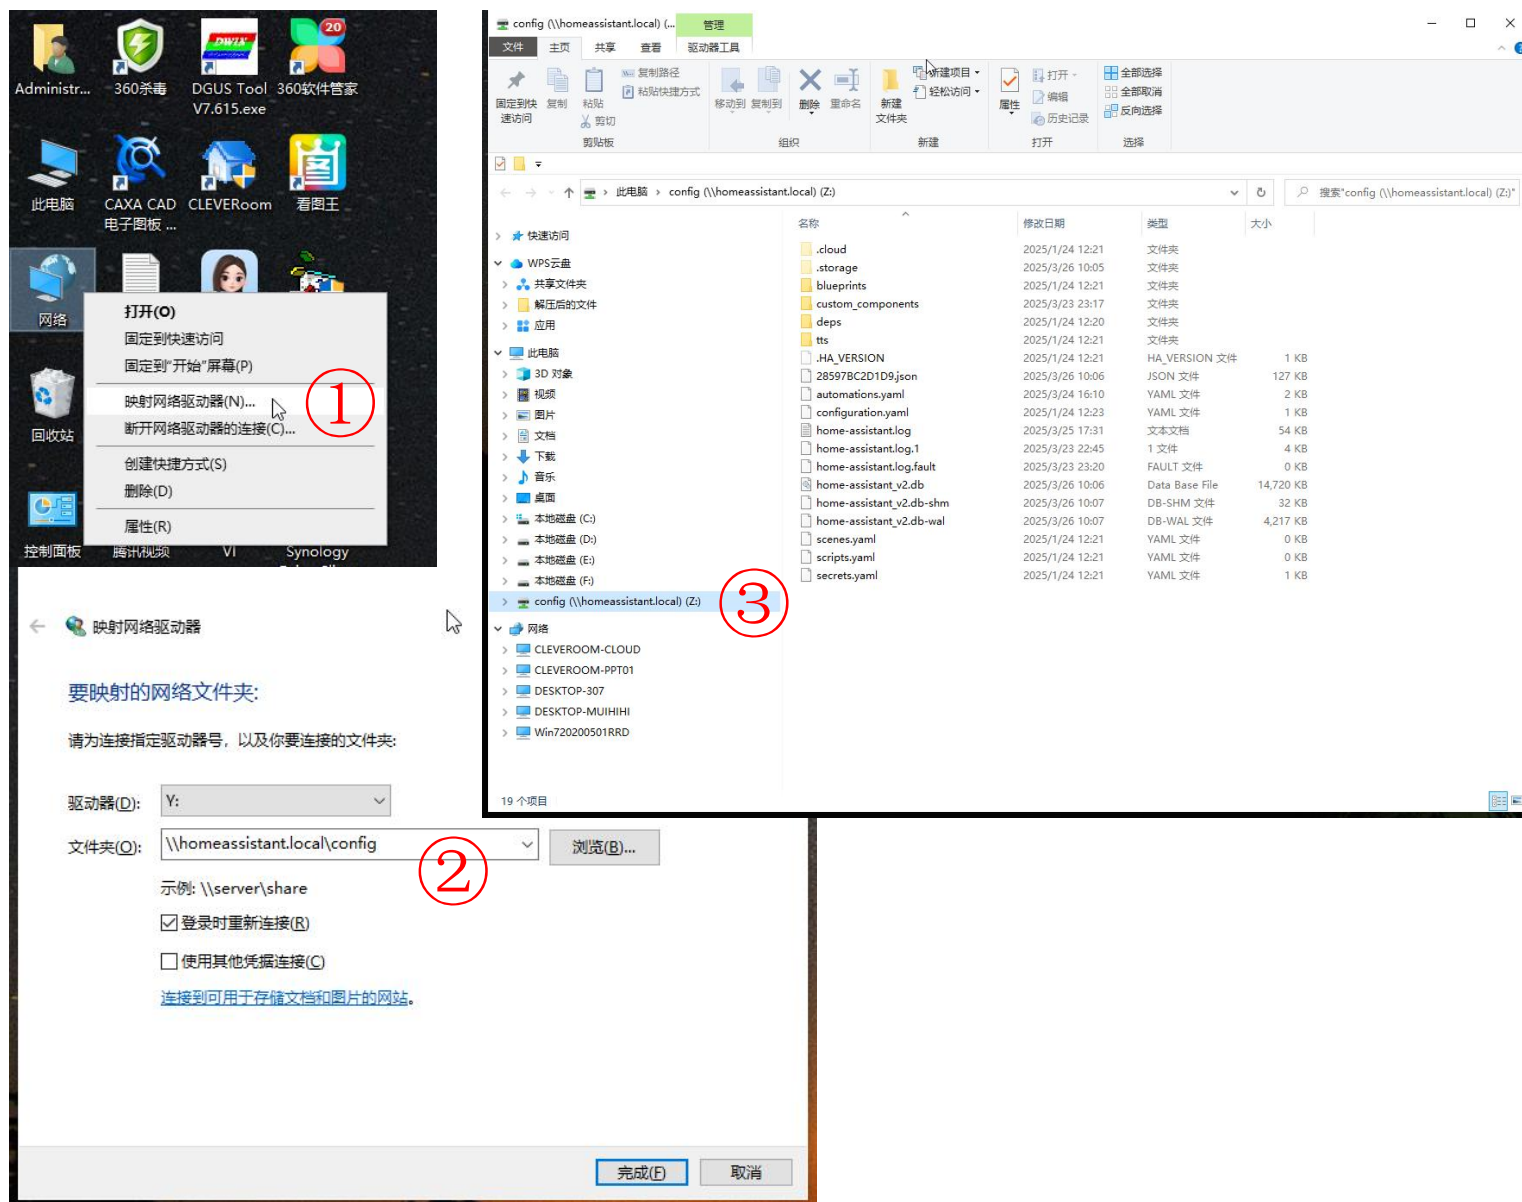 20
Administr...
360杀毒
DGUS Tool
V7.615.exe
360软件管家
此电脑
CAXA CAD
电子图板 ...
CLEVERoom
看图王
网络
打开(O)
固定到快速访问
固定到"开始"屏幕(P)
映射网络驱动器(N)...
①
断开网络驱动器的连接(C)...
回收站
创建快捷方式(S)
删除(D)
属性(R)
控制面板
腾讯视频
VI
Synology
映射网络驱动器
要映射的网络文件夹:
请为连接指定驱动器号，以及你要连接的文件夹:
驱动器(D):
Y:
文件夹(O):
\\homeassistant.local\config
②
浏览(B)...
示例: \\server\share
登录时重新连接(R)
使用其他凭据连接(C)
连接到可用于存储文档和图片的网站。
完成(F)
取消
config (\\homeassistant.local) (...
管理
文件
主页
共享
查看
驱动器工具
固定到快
速访问
复制
粘贴
复制路径
粘贴快捷方式
剪切
剪贴板
移动到
复制到
删除
重命名
组织
新建
文件夹
新建项目
轻松访问
新建
属性
打开
编辑
历史记录
打开
全部选择
全部取消
反向选择
选择
此电脑 › config (\\homeassistant.local) (Z:)
搜索"config (\\homeassistant.local) (Z:)"
快速访问
WPS云盘
共享文件夹
解压后的文件
应用
此电脑
3D 对象
视频
图片
文档
下载
音乐
桌面
本地磁盘 (C:)
本地磁盘 (D:)
本地磁盘 (E:)
本地磁盘 (F:)
config (\\homeassistant.local) (Z:)
③
网络
CLEVEROOM-CLOUD
CLEVEROOM-PPT01
DESKTOP-307
DESKTOP-MUIHIHI
Win720200501RRD
19 个项目
名称 修改日期 类型 大小
.cloud 2025/1/24 12:21 文件夹
.storage 2025/3/26 10:05 文件夹
blueprints 2025/1/24 12:21 文件夹
custom_components 2025/3/23 23:17 文件夹
deps 2025/1/24 12:20 文件夹
tts 2025/1/24 12:21 文件夹
.HA_VERSION 2025/1/24 12:21 HA_VERSION 文件 1 KB
28597BC2D1D9.json 2025/3/26 10:06 JSON 文件 127 KB
automations.yaml 2025/3/24 16:10 YAML 文件 2 KB
configuration.yaml 2025/1/24 12:23 YAML 文件 1 KB
home-assistant.log 2025/3/25 17:31 文本文档 54 KB
home-assistant.log.1 2025/3/23 22:45 1 文件 4 KB
home-assistant.log.fault 2025/3/23 23:20 FAULT 文件 0 KB
home-assistant_v2.db 2025/3/26 10:06 Data Base File 14,720 KB
home-assistant_v2.db-shm 2025/3/26 10:07 DB-SHM 文件 32 KB
home-assistant_v2.db-wal 2025/3/26 10:07 DB-WAL 文件 4,217 KB
scenes.yaml 2025/1/24 12:21 YAML 文件 0 KB
scripts.yaml 2025/1/24 12:21 YAML 文件 0 KB
secrets.yaml 2025/1/24 12:21 YAML 文件 1 KB